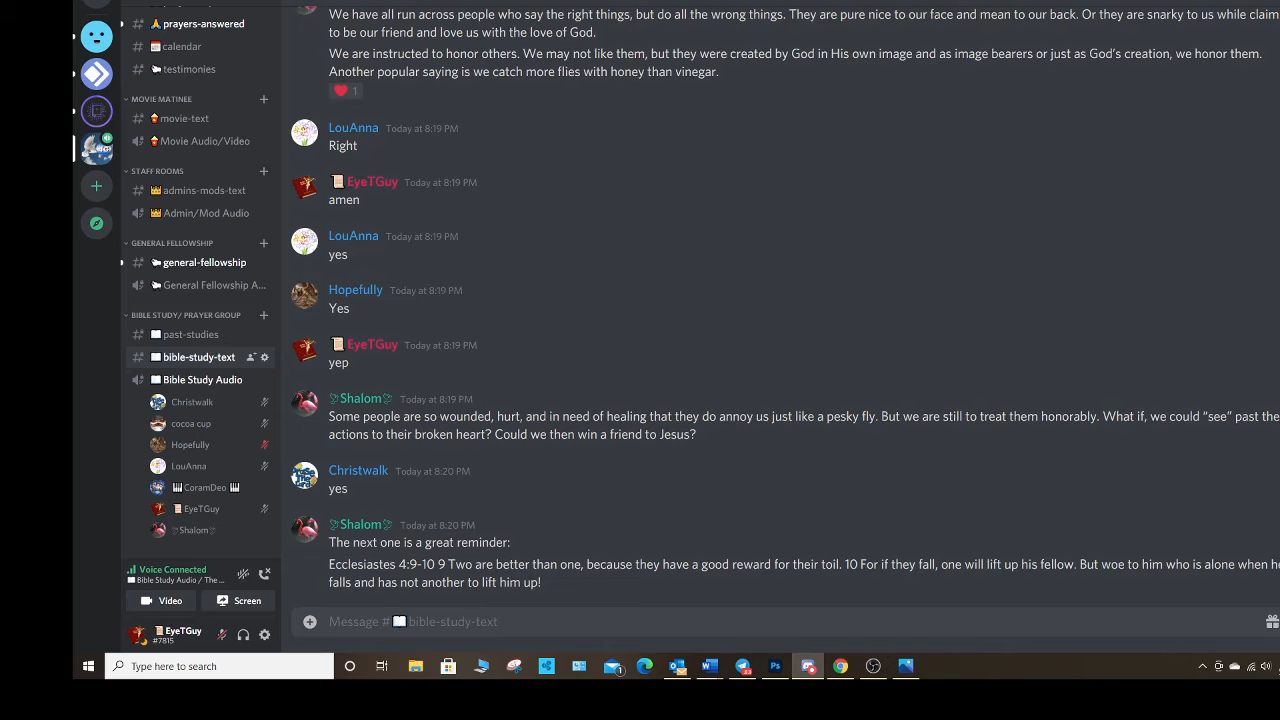 prayers-answered
calendar
testimonies
MOVIE MATINEE
movie-text
Movie Audio/Video
STAFF ROOMS
admins-mods-text
Admin/Mod Audio
GENERAL FELLOWSHIP
general-fellowship
General Fellowship A...
BIBLE STUDY/ PRAYER GROUP
past-studies
bible-study-text
Bible Study Audio
Christwalk
cocoa cup
Hopefully
LouAnna
CoramDeo
EyeTGuy
Shalom
Voice Connected
Bible Study Audio / The ...
Video
Screen
EyeTGuy
#7815
We have all run across people who say the right things, but do all the wrong things. They are pure nice to our face and mean to our back. Or they are snarky to us while claim
to be our friend and love us with the love of God.
We are instructed to honor others. We may not like them, but they were created by God in His own image and as image bearers or just as God's creation, we honor them.
Another popular saying is we catch more flies with honey than vinegar.
1
LouAnna Today at 8:19 PM
Right
EyeTGuy Today at 8:19 PM
amen
LouAnna Today at 8:19 PM
yes
Hopefully Today at 8:19 PM
Yes
EyeTGuy Today at 8:19 PM
yep
Shalom Today at 8:19 PM
Some people are so wounded, hurt, and in need of healing that they do annoy us just like a pesky fly. But we are still to treat them honorably. What if, we could “see” past the
actions to their broken heart? Could we then win a friend to Jesus?
Christwalk Today at 8:20 PM
yes
Shalom Today at 8:20 PM
The next one is a great reminder:
Ecclesiastes 4:9-10 9 Two are better than one, because they have a good reward for their toil. 10 For if they fall, one will lift up his fellow. But woe to him who is alone when he
falls and has not another to lift him up!
Message # bible-study-text
Type here to search